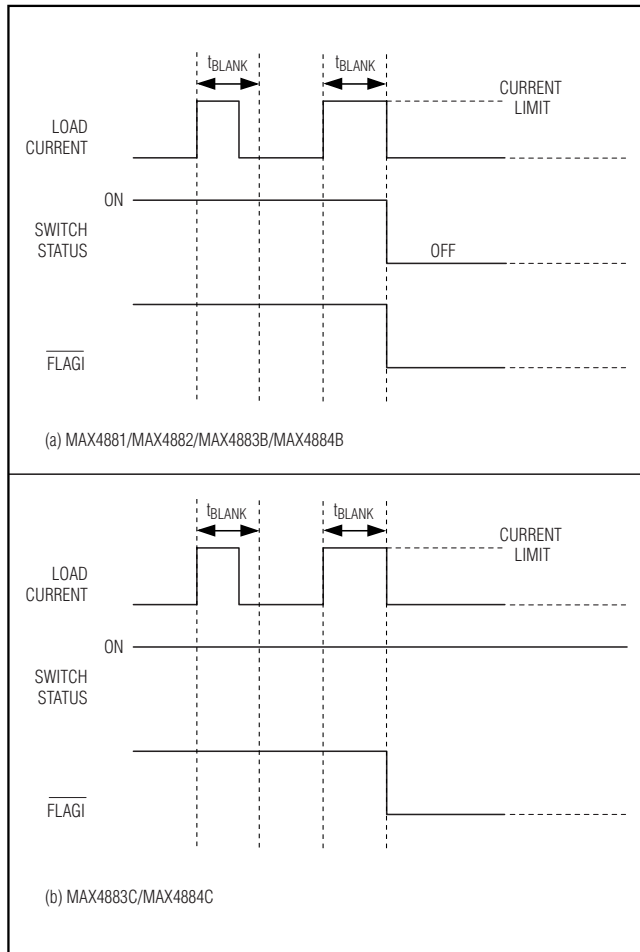 tBLANK tBLANK
CURRENT
LIMIT
LOAD
CURRENT
ON
SWITCH
STATUS
OFF
FLAGI
(a) MAX4881/MAX4882/MAX4883B/MAX4884B
tBLANK tBLANK
CURRENT
LIMIT
LOAD
CURRENT
ON
SWITCH
STATUS
FLAGI
(b) MAX4883C/MAX4884C